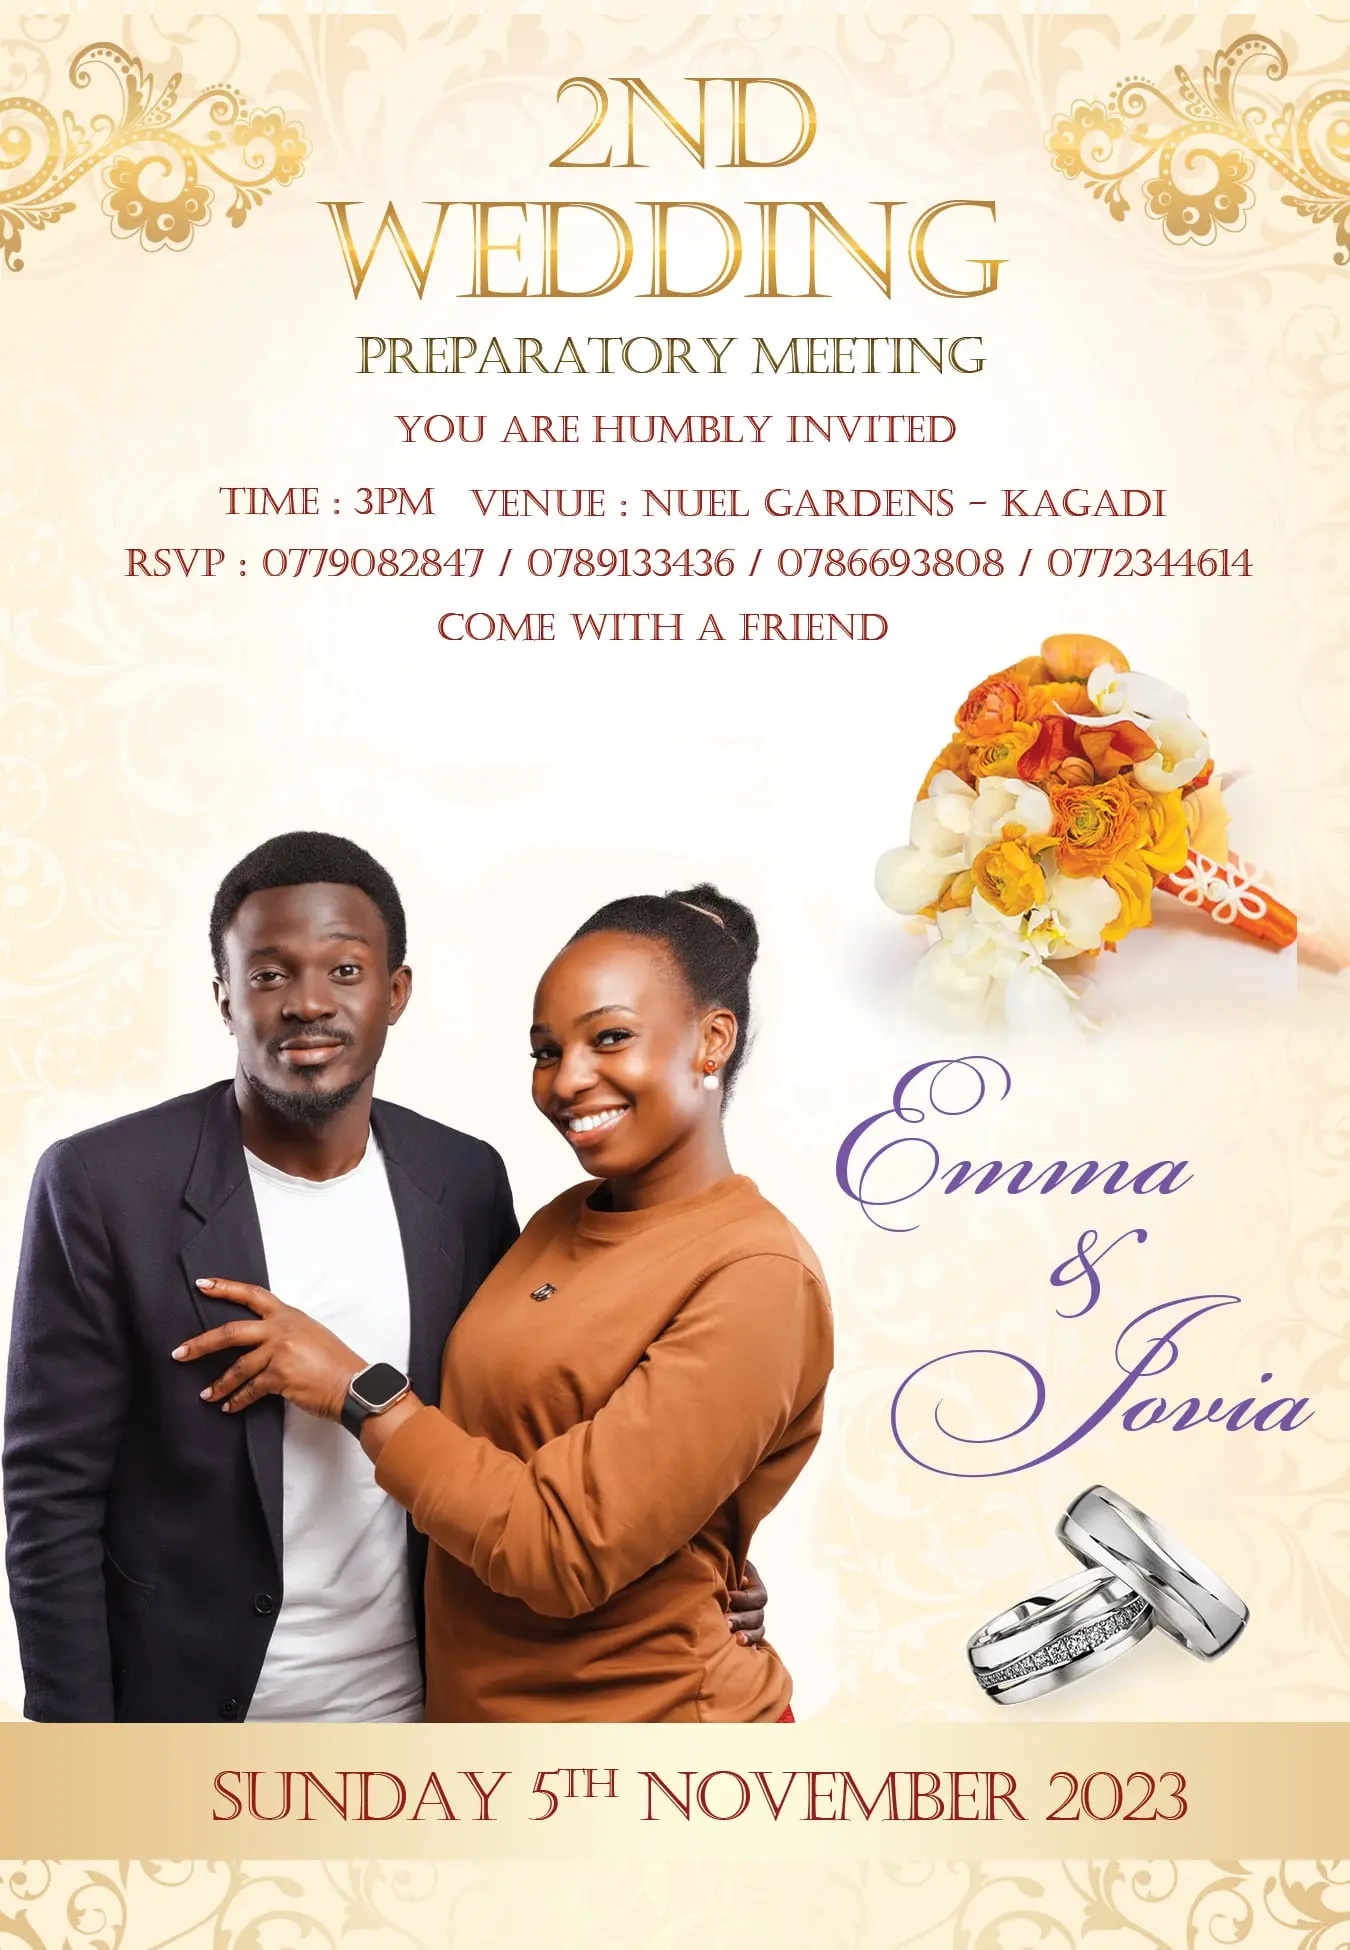 2ND
WEDDING
PREPARATORY MEETING
YOU ARE HUMBLY INVITED
TIME : 3PM VENUE : NUEL GARDENS - KAGADI
RSVP : 0779082847 / 0789133436 / 0786693808 / 0772344614
COME WITH A FRIEND
Emma
&
Jovia
SUNDAY 5TH NOVEMBER 2023